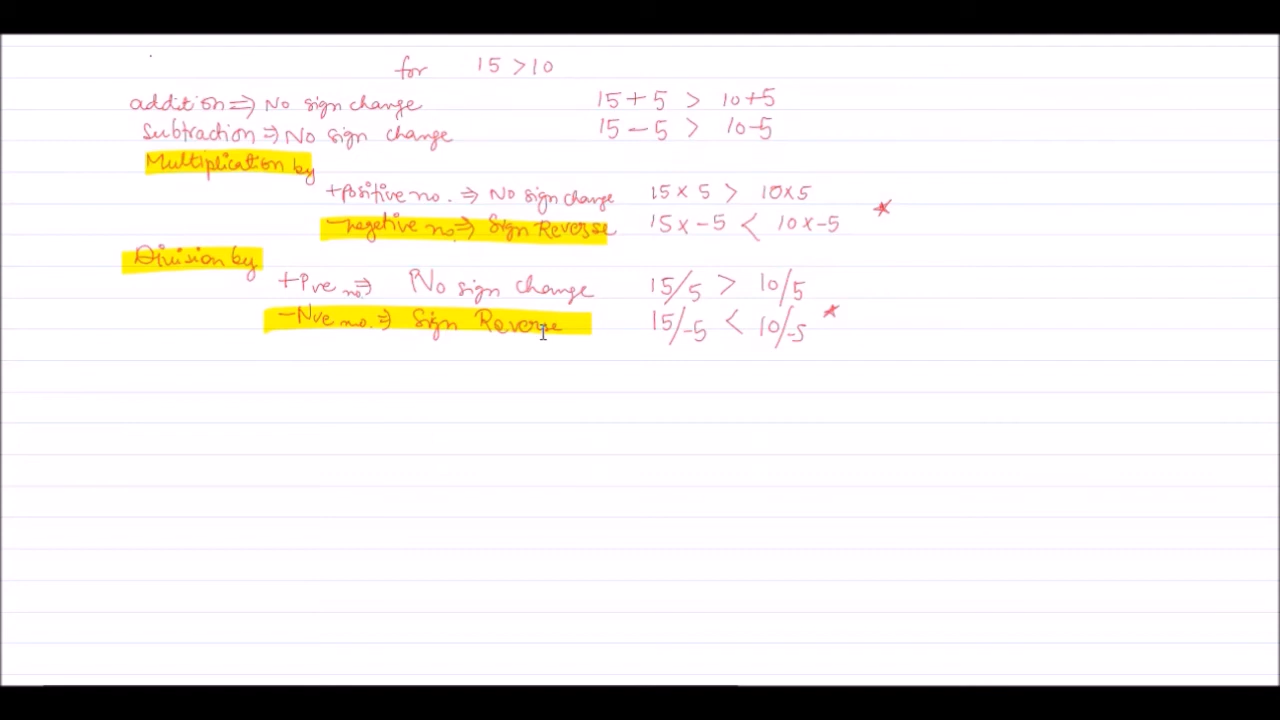 for 15 > 10
addition ⇒ No sign change 15 + 5 > 10 + 5
Subtraction ⇒ No sign change 15 - 5 > 10 - 5
Multiplication by
+positive no. ⇒ No sign change 15 × 5 > 10 × 5
-negetive no. ⇒ Sign Reverse 15 × -5 < 10 × -5 *
Division by
+Pve no. ⇒ No sign change 15/5 > 10/5
-Nve no. ⇒ Sign Reverse 15/-5 < 10/-5 *